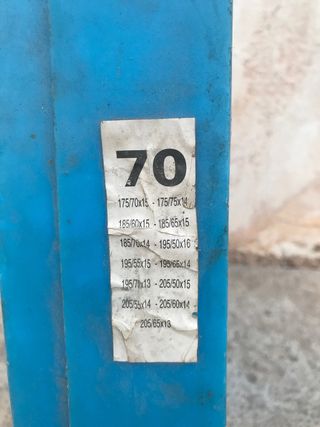 70
175/70x15 - 175/75x14
185/60x15 - 185/65x15
185/70x14 - 195/50x16
195/55x15 - 195/65x14
195/70x13 - 205/50x15
205/55x14 - 205/60x14
205/65x13